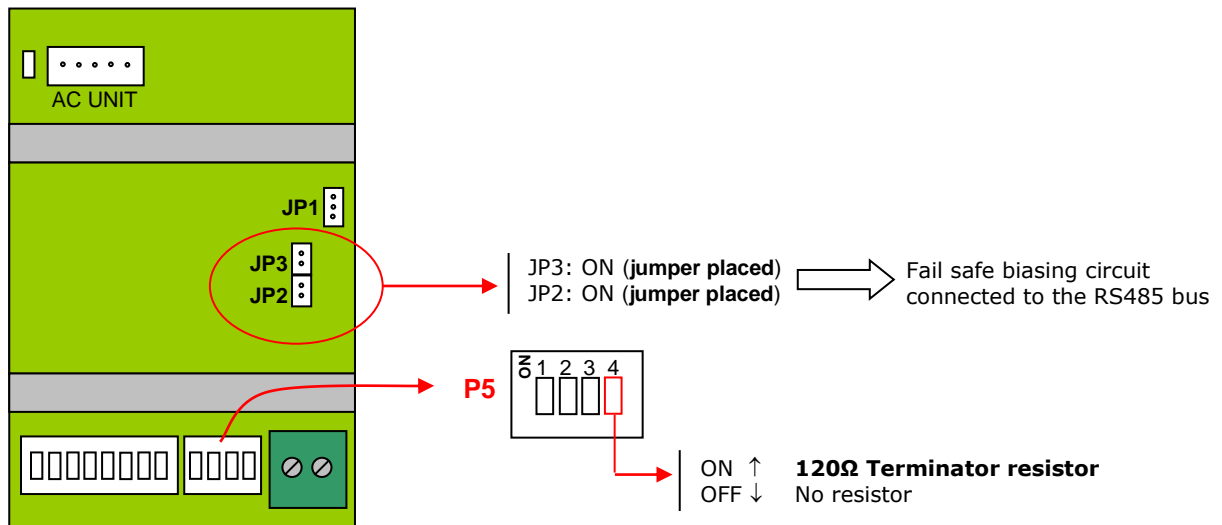 AC UNIT
JP1
JP3
JP2
JP3: ON (jumper placed)
JP2: ON (jumper placed)
Fail safe biasing circuit
connected to the RS485 bus
P5
ON
1 2 3 4
ON ↑ 120Ω Terminator resistor
OFF ↓ No resistor